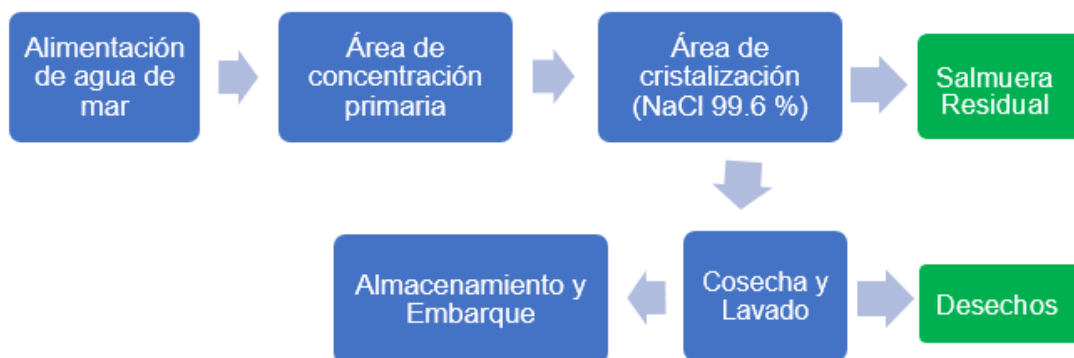 Alimentación
de agua de
mar
Área de
concentración
primaria
Área de
cristalización
(NaCl 99.6 %)
Salmuera
Residual
Almacenamiento y
Embarque
Cosecha y
Lavado
Desechos